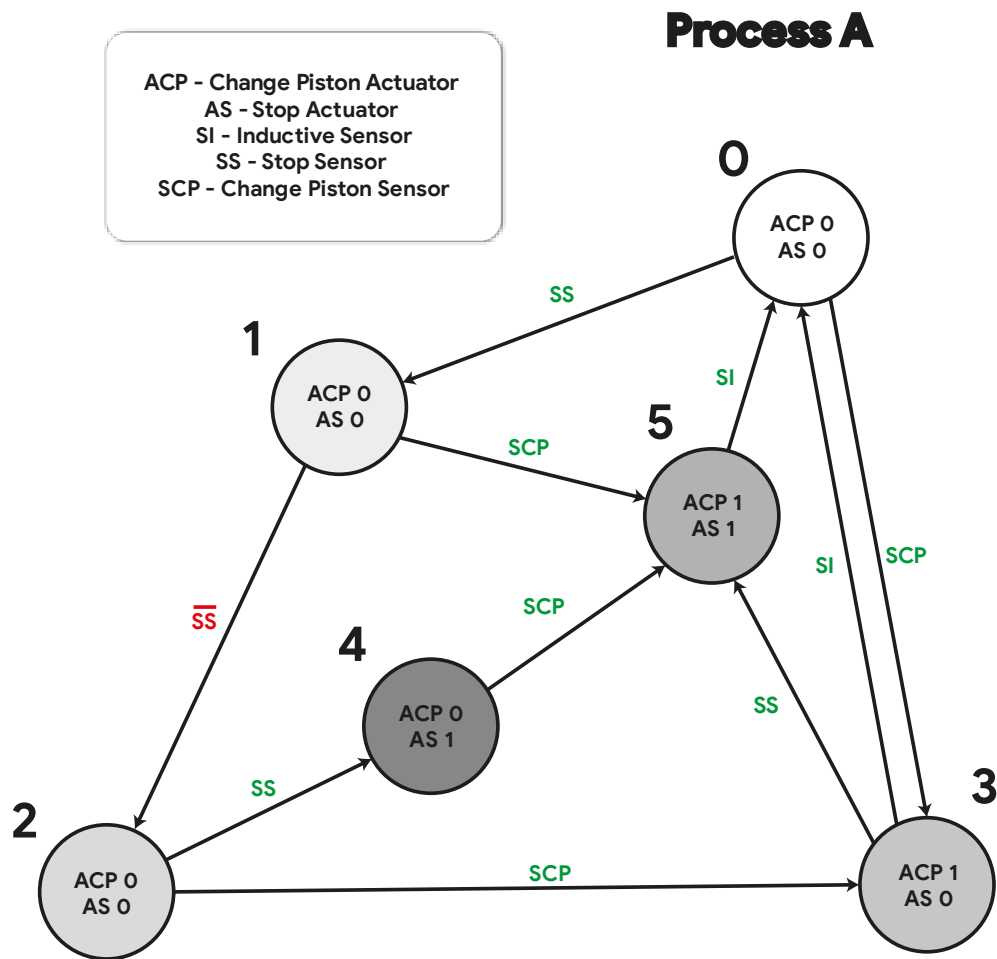 Process A
ACP - Change Piston Actuator
AS - Stop Actuator
SI - Inductive Sensor
SS - Stop Sensor
SCP - Change Piston Sensor
0
ACP 0
AS 0
SS
1
ACP 0
AS 0
SI
5
SCP
ACP 1
AS 1
SI
SCP
SCP
S̅S̅
4
ACP 0
AS 1
SS
SS
3
2
SCP
ACP 0
AS 0
ACP 1
AS 0